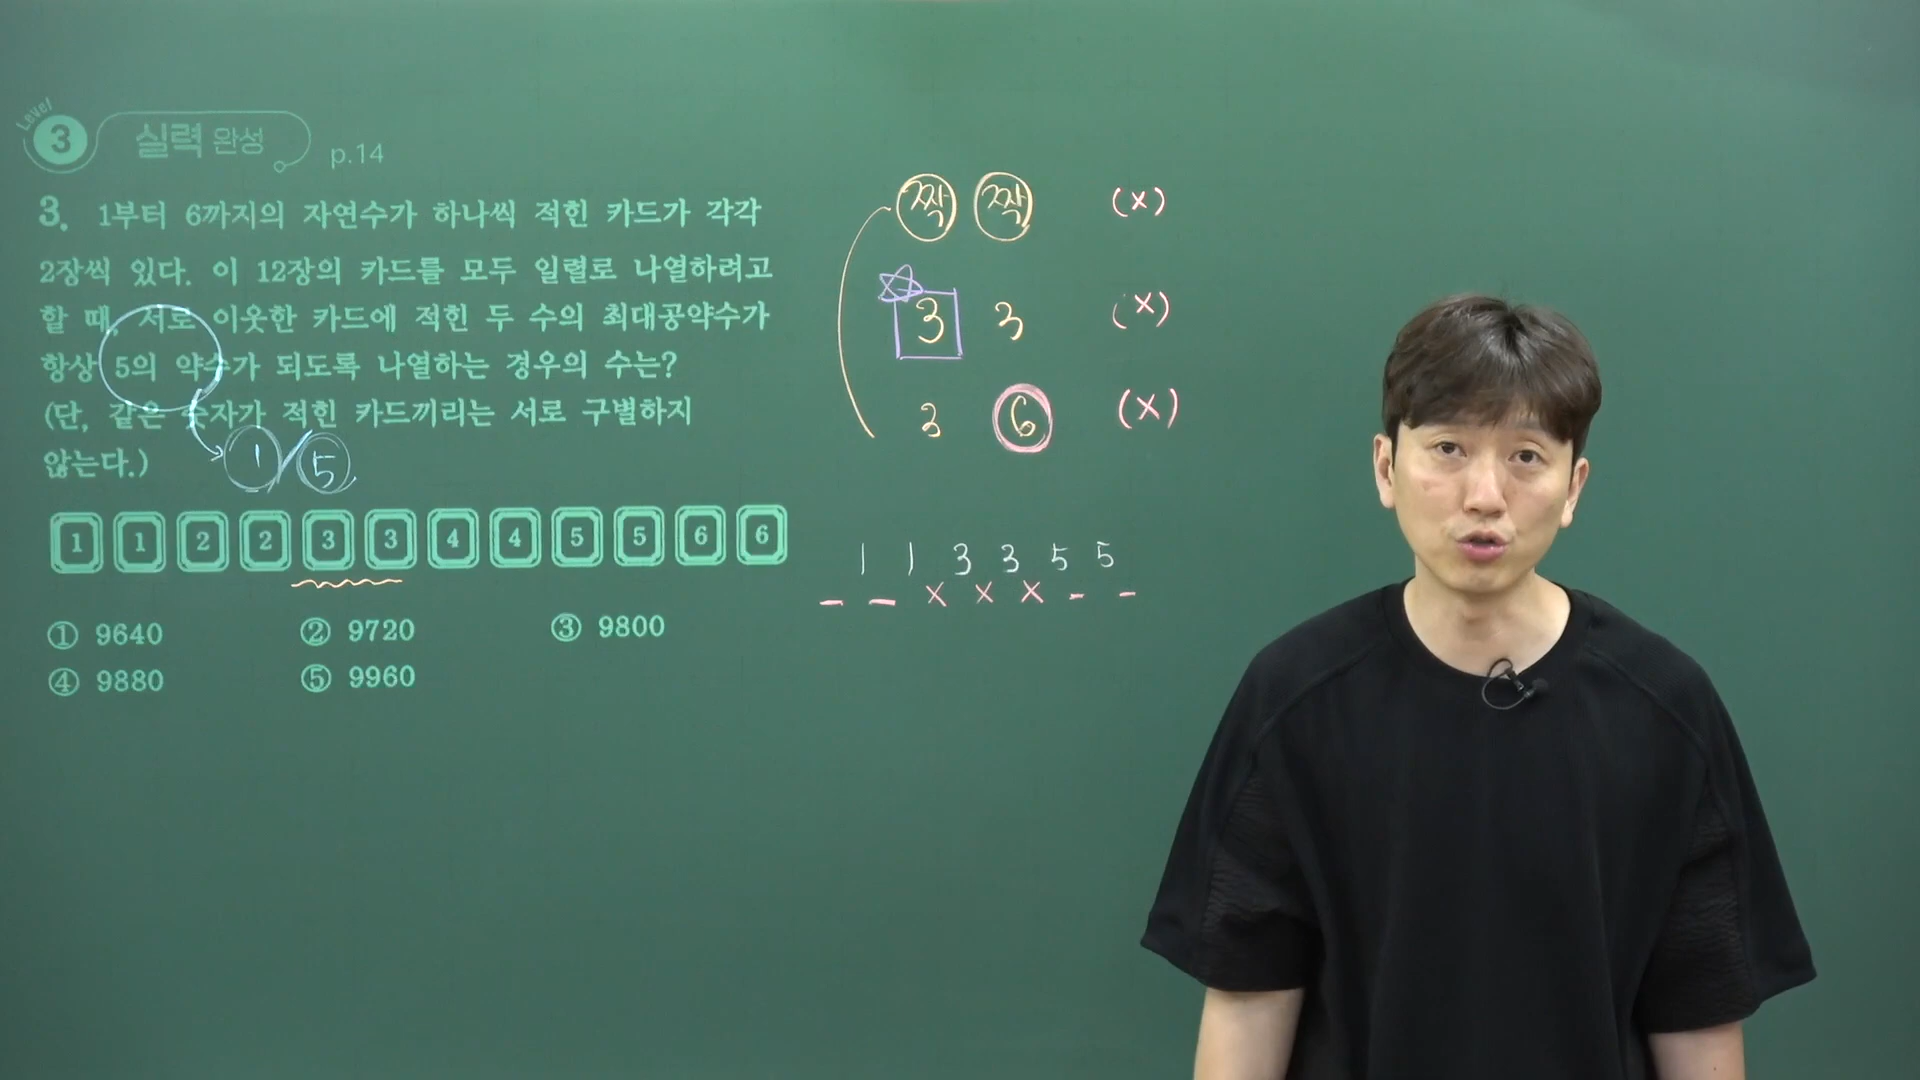 Level 3 실력 완성 p.14
3. 1부터 6까지의 자연수가 하나씩 적힌 카드가 각각
2장씩 있다. 이 12장의 카드를 모두 일렬로 나열하려고
할 때, 서로 이웃한 카드에 적힌 두 수의 최대공약수가
항상 5의 약수가 되도록 나열하는 경우의 수는?
(단, 같은 숫자가 적힌 카드끼리는 서로 구별하지
않는다.)
1 / 5
1 1 2 2 3 3 4 4 5 5 6 6
① 9640 ② 9720 ③ 9800
④ 9880 ⑤ 9960
짝 짝 (×)
3 3 (×)
3 6 (×)
1 1 3 3 5 5
– – × × × – –